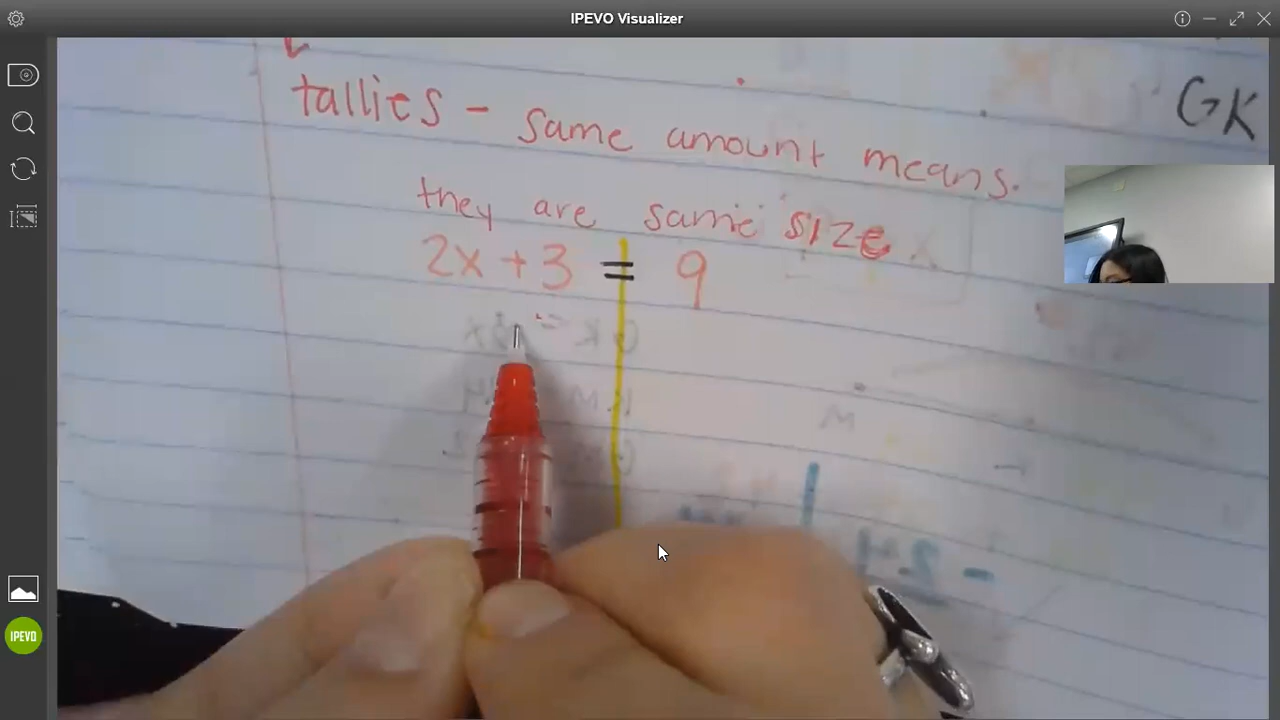 IPEVO Visualizer
GK
tallies - same amount means
they are same size
2x + 3 = 9
IPEVO